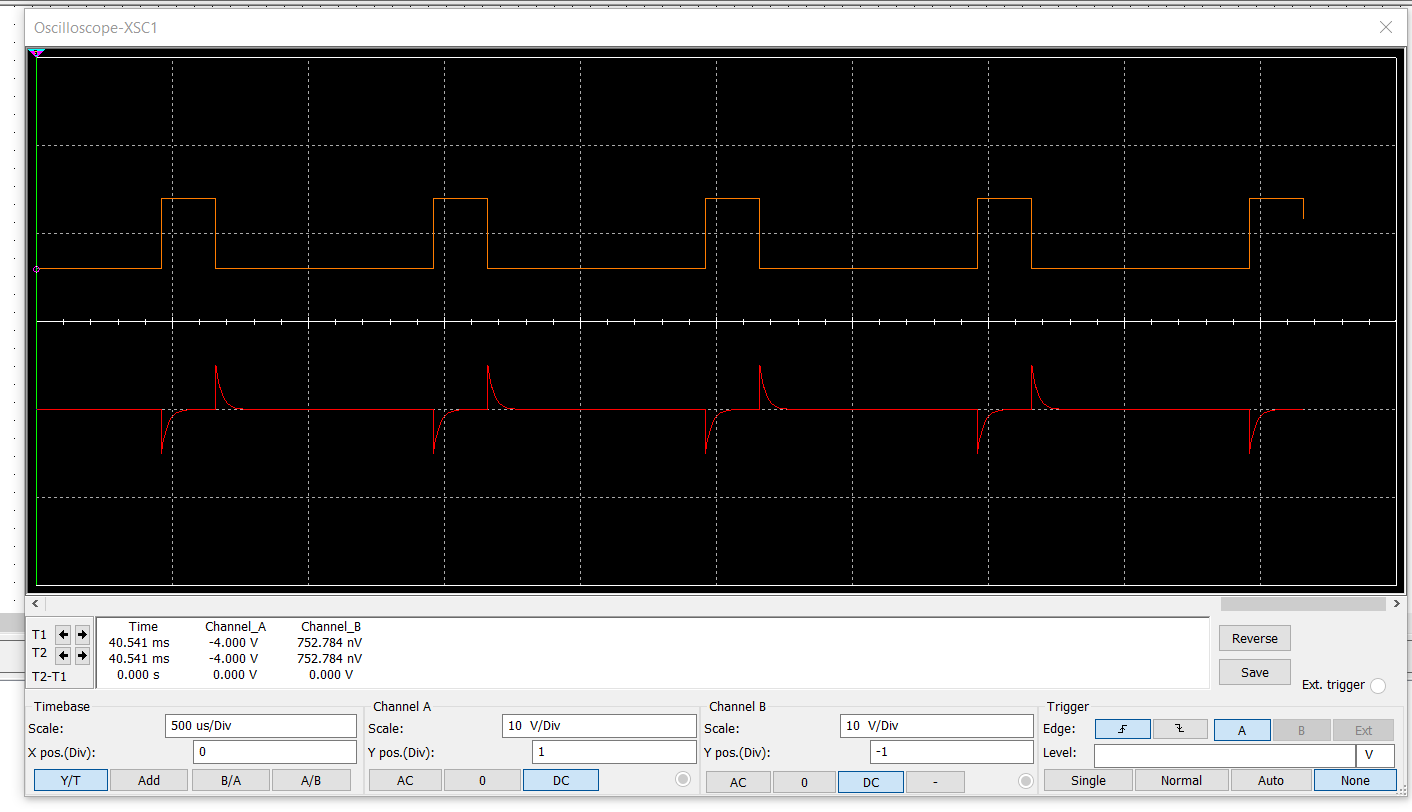 Oscilloscope-XSC1
Time Channel_A Channel_B
T1 40.541 ms -4.000 V 752.784 nV
T2 40.541 ms -4.000 V 752.784 nV
T2-T1 0.000 s 0.000 V 0.000 V
Reverse
Save
Ext. trigger
Timebase
Scale: 500 us/Div
X pos.(Div): 0
Y/T Add B/A A/B
Channel A
Scale: 10 V/Div
Y pos.(Div): 1
AC 0 DC
Channel B
Scale: 10 V/Div
Y pos.(Div): -1
AC 0 DC -
Trigger
Edge: A B Ext
Level: V
Single Normal Auto None